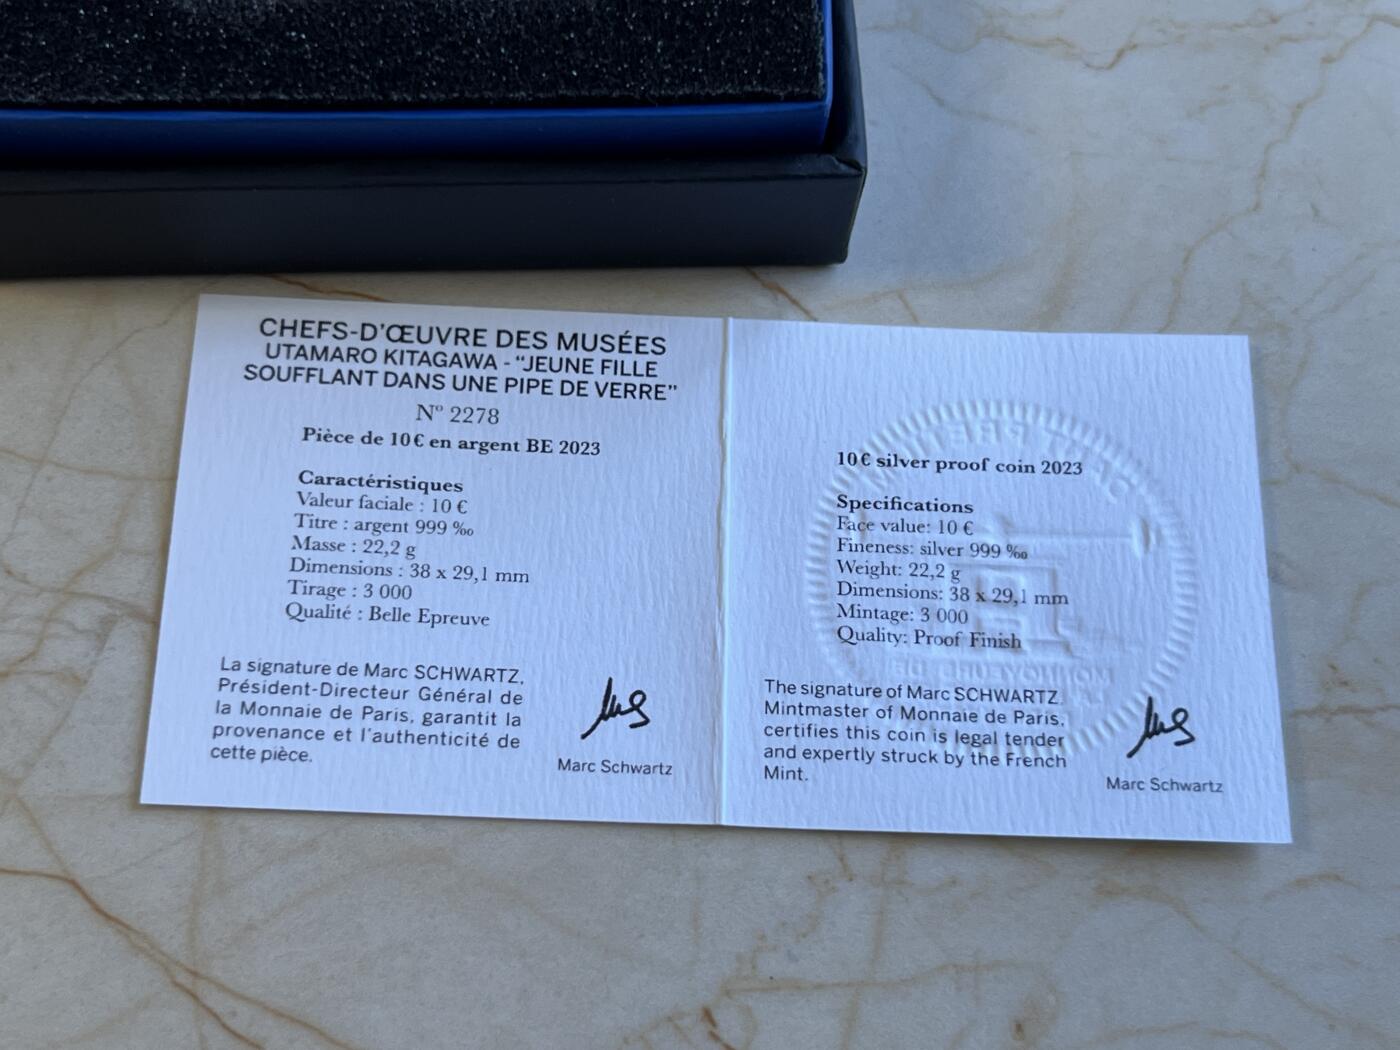 CHEFS-D'ŒUVRE DES MUSÉES
UTAMARO KITAGAWA - “JEUNE FILLE
SOUFFLANT DANS UNE PIPE DE VERRE”
Nº 2278
Pièce de 10 € en argent BE 2023
Caractéristiques
Valeur faciale : 10 €
Titre : argent 999 ‰
Masse : 22,2 g
Dimensions : 38 x 29,1 mm
Tirage : 3 000
Qualité : Belle Epreuve
La signature de Marc SCHWARTZ,
Président-Directeur Général de
la Monnaie de Paris, garantit la
provenance et l'authenticité de
cette pièce.
Marc Schwartz
10 € silver proof coin 2023
Specifications
Face value: 10 €
Fineness: silver 999 ‰
Weight: 22,2 g
Dimensions: 38 x 29,1 mm
Mintage: 3 000
Quality: Proof Finish
The signature of Marc SCHWARTZ
Mintmaster of Monnaie de Paris,
certifies this coin is legal tender
and expertly struck by the French
Mint.
Marc Schwartz